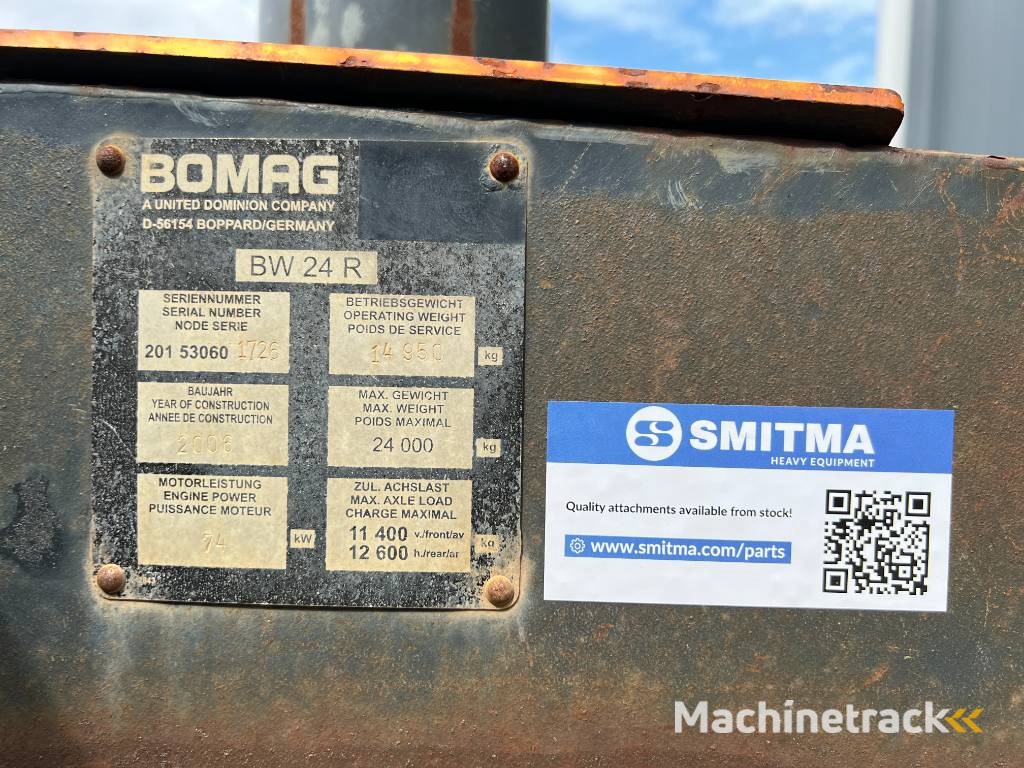 BOMAG
A UNITED DOMINION COMPANY
D-56154 BOPPARD/GERMANY
BW 24 R
SERIENNUMMER
SERIAL NUMBER
NODE SERIE
201 53060 1726
BAUJAHR
YEAR OF CONSTRUCTION
ANNEE DE CONSTRUCTION
2006
MOTORLEISTUNG
ENGINE POWER
PUISSANCE MOTEUR
74 kW
BETRIEBSGEWICHT
OPERATING WEIGHT
POIDS DE SERVICE
14 950 kg
MAX. GEWICHT
MAX. WEIGHT
POIDS MAXIMAL
24 000 kg
ZUL. ACHSLAST
MAX. AXLE LOAD
CHARGE MAXIMAL
11 400 v./front/av
12 600 h./rear/ar
kg
SMITMA
HEAVY EQUIPMENT
Quality attachments available from stock!
www.smitma.com/parts
Machinetrack